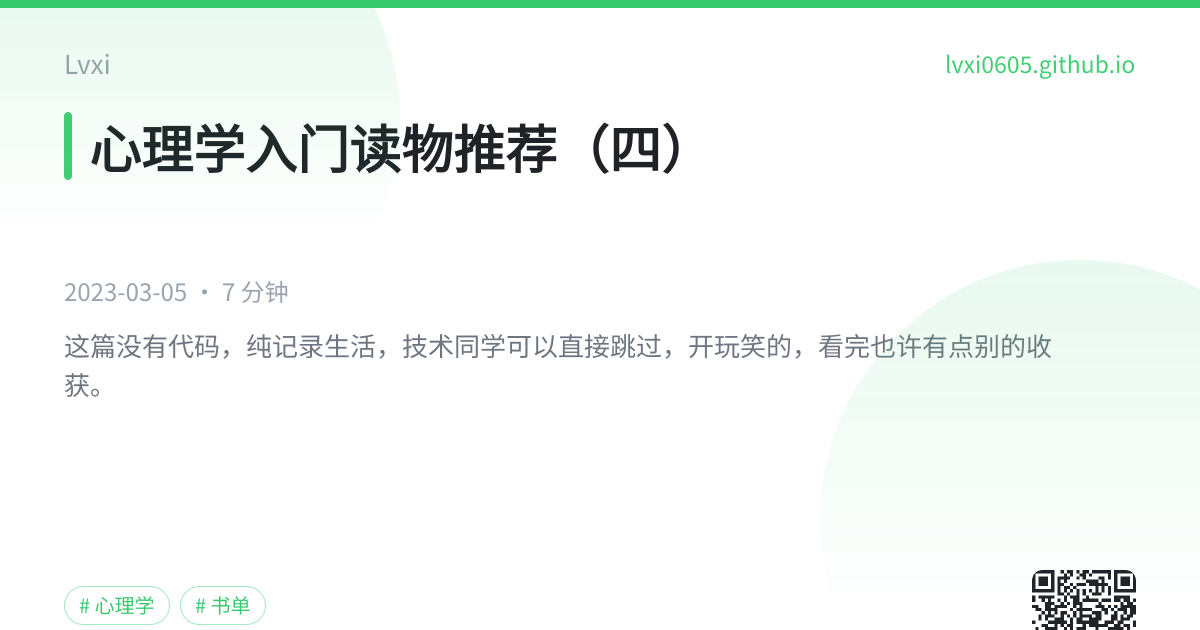 Lvxi
lvxi0605.github.io
心理学入门读物推荐（四）
2023-03-05 · 7 分钟
这篇没有代码，纯记录生活，技术同学可以直接跳过，开玩笑的，看完也许有点别的收
获。
# 心理学
# 书单